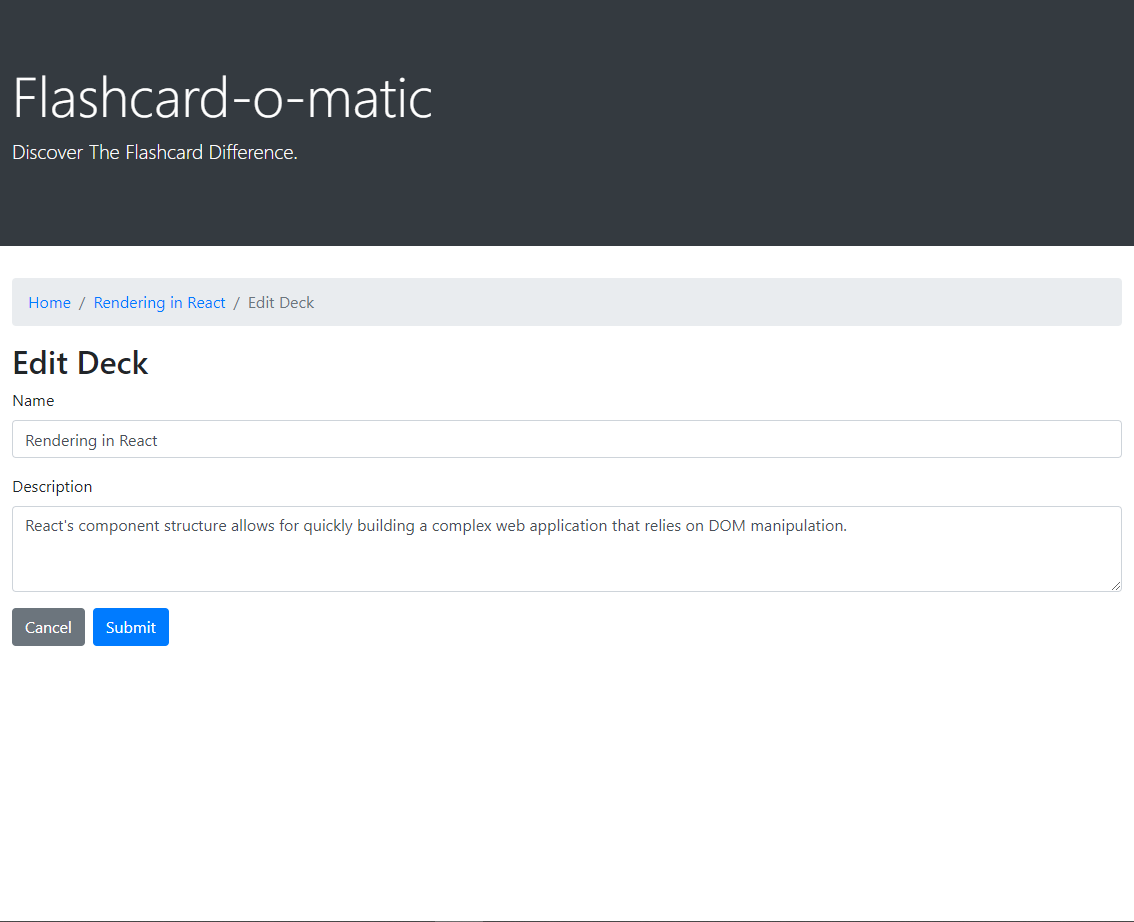 Flashcard-o-matic
Discover The Flashcard Difference.
Home / Rendering in React / Edit Deck
Edit Deck
Name
Rendering in React
Description
React's component structure allows for quickly building a complex web application that relies on DOM manipulation.
Cancel Submit